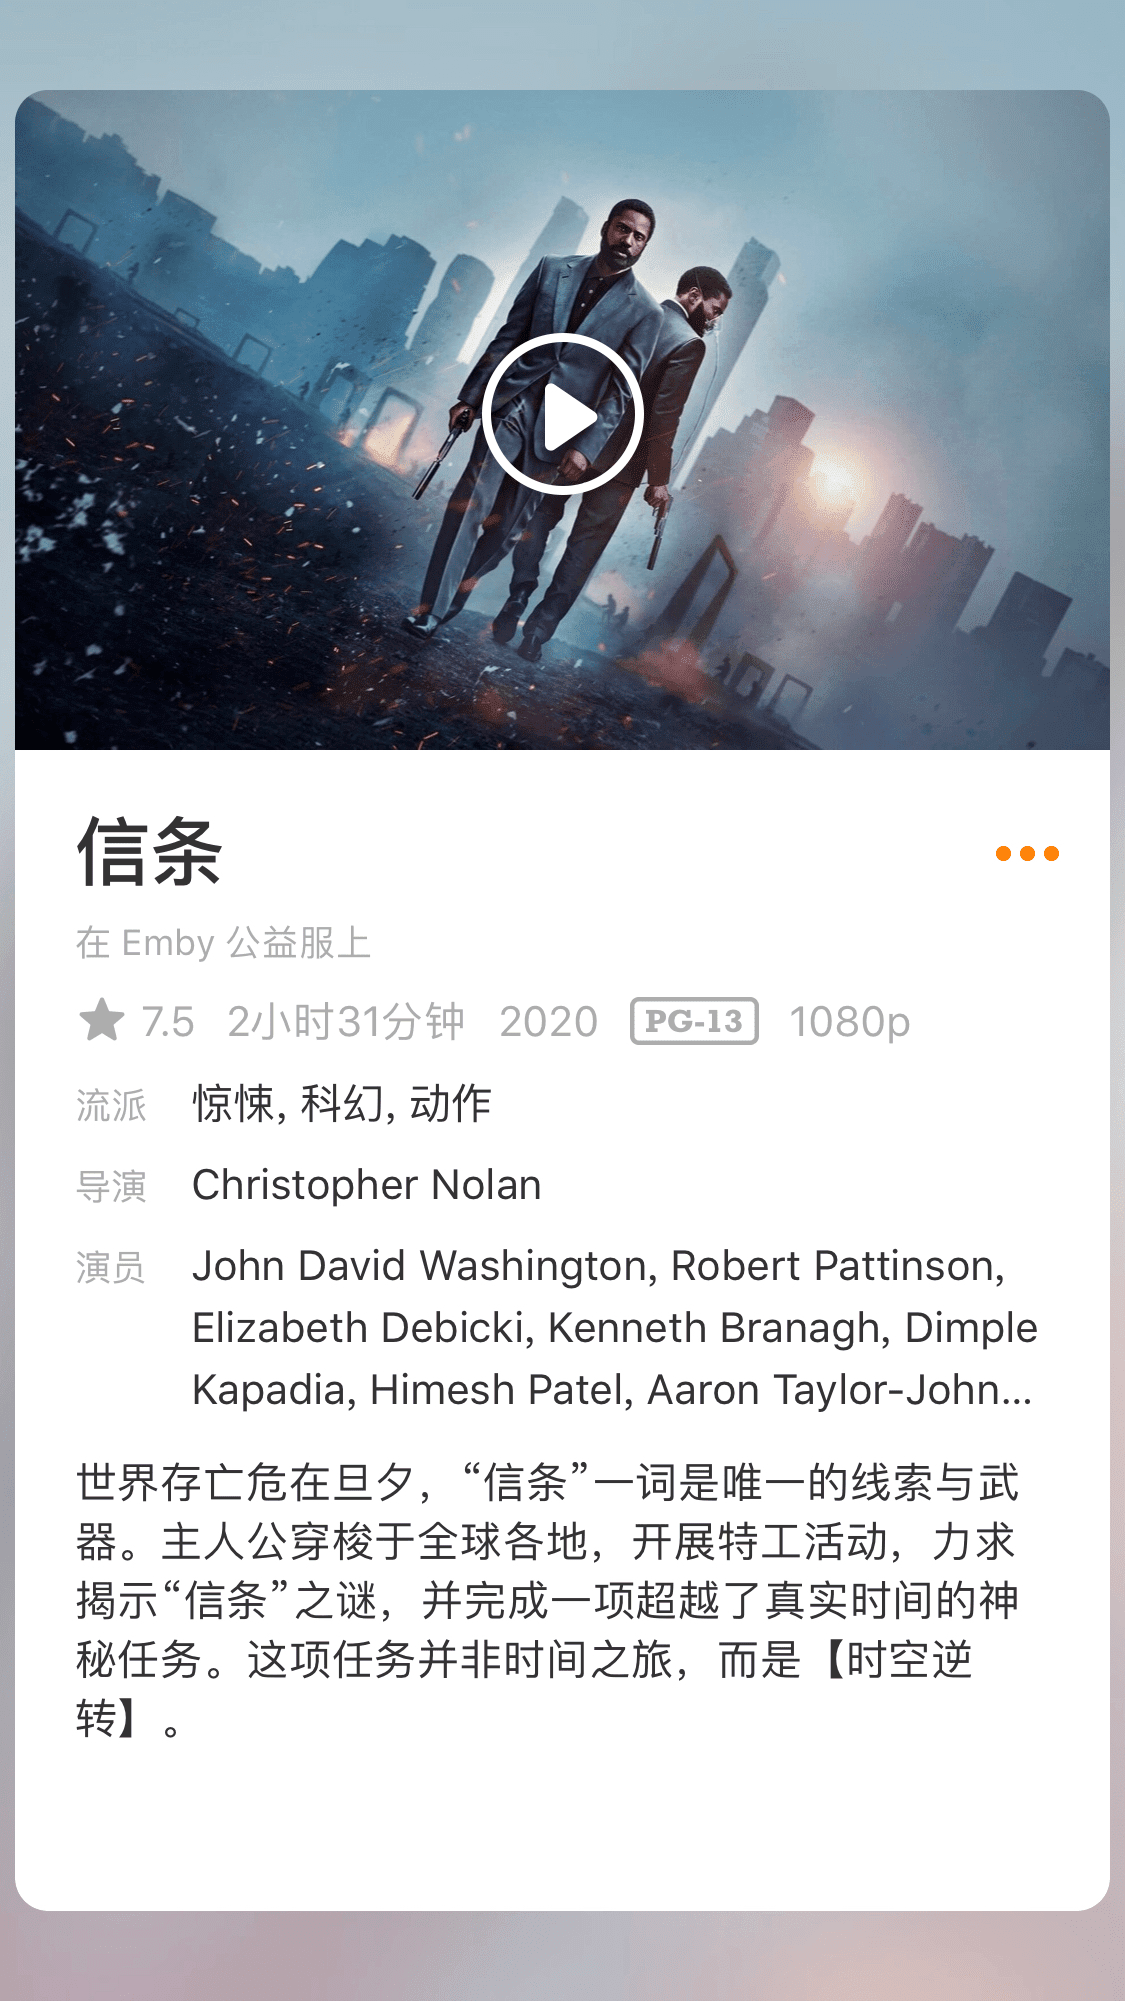 信条
在 Emby 公益服上
7.5 2小时31分钟 2020 PG-13 1080p
流派 惊悚, 科幻, 动作
导演 Christopher Nolan
演员 John David Washington, Robert Pattinson,
Elizabeth Debicki, Kenneth Branagh, Dimple
Kapadia, Himesh Patel, Aaron Taylor-John...
世界存亡危在旦夕，“信条”一词是唯一的线索与武
器。主人公穿梭于全球各地，开展特工活动，力求
揭示“信条”之谜，并完成一项超越了真实时间的神
秘任务。这项任务并非时间之旅，而是【时空逆
转】。